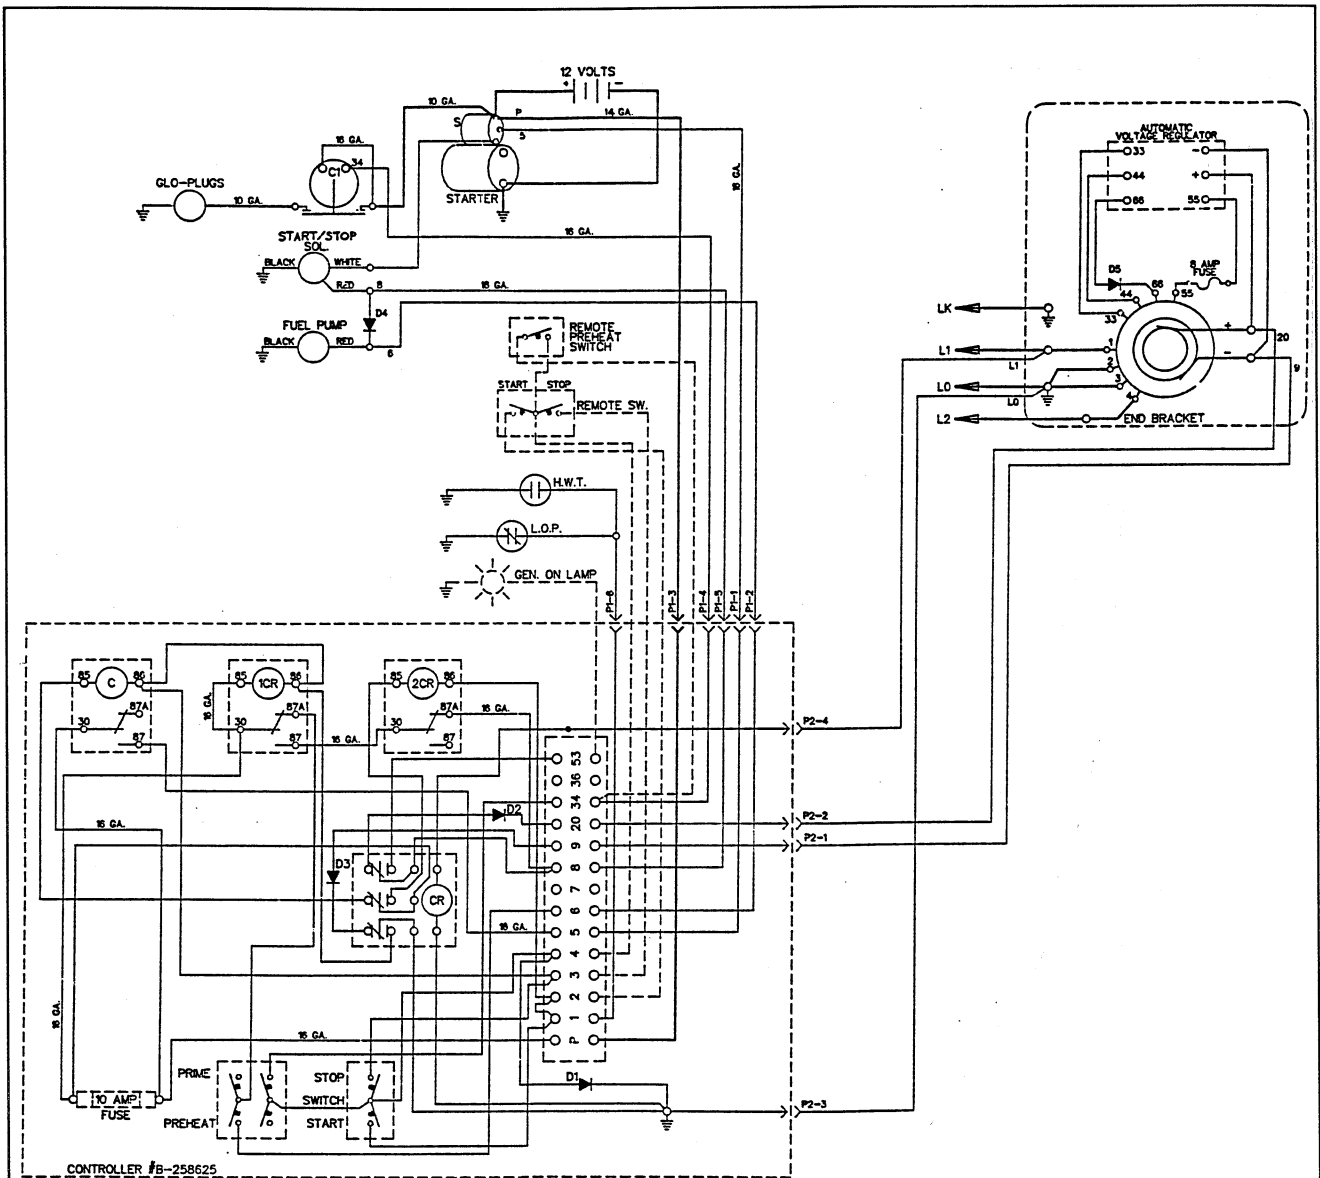 12 VOLTS
+ −
10 GA.
P
14 GA.
S
5
16 GA.
34
C1
GLO-PLUGS
10 GA.
STARTER
16 GA.
16 GA.
START/STOP
SOL.
BLACK
WHITE
RED
8
16 GA.
D4
FUEL PUMP
BLACK
RED
6
REMOTE
PREHEAT
SWITCH
START STOP
REMOTE SW.
H.W.T.
L.O.P.
GEN. ON LAMP
P1-6
P1-3
P1-4
P1-5
P1-1
P1-2
AUTOMATIC
VOLTAGE REGULATOR
33 −
44 +
66 55
D5
8 AMP
FUSE
66
55
44
33
LK
L1
L1
L0
L0
L2
1
2
3
4
+
−
20
9
END BRACKET
85 C 86
85 1CR 86
85 2CR 86
16 GA.
30 87A
87
30 87A
87
30 87A
87
16 GA.
16 GA.
P2-4
P2-2
P2-1
P2-3
53
36
34
20
9
8
7
6
5
4
3
2
1
P
D2
D3
CR
16 GA.
16 GA.
16 GA.
16 GA.
D1
PRIME
STOP
SWITCH
PREHEAT
START
10 AMP
FUSE
CONTROLLER #B-258625